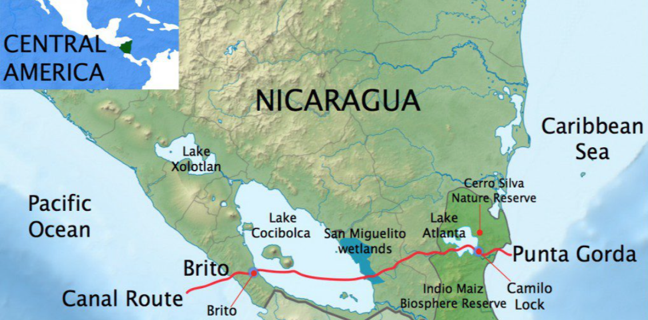 CENTRAL
AMERICA
NICARAGUA
Caribbean
Sea
Lake
Xolotlan
Cerro Silva
Nature Reserve
Pacific
Ocean
Lake
Cocibolca
San Miguelito
wetlands
Lake
Atlanta
Punta Gorda
Brito
Canal Route
Brito
Indio Maiz
Biosphere Reserve
Camilo
Lock